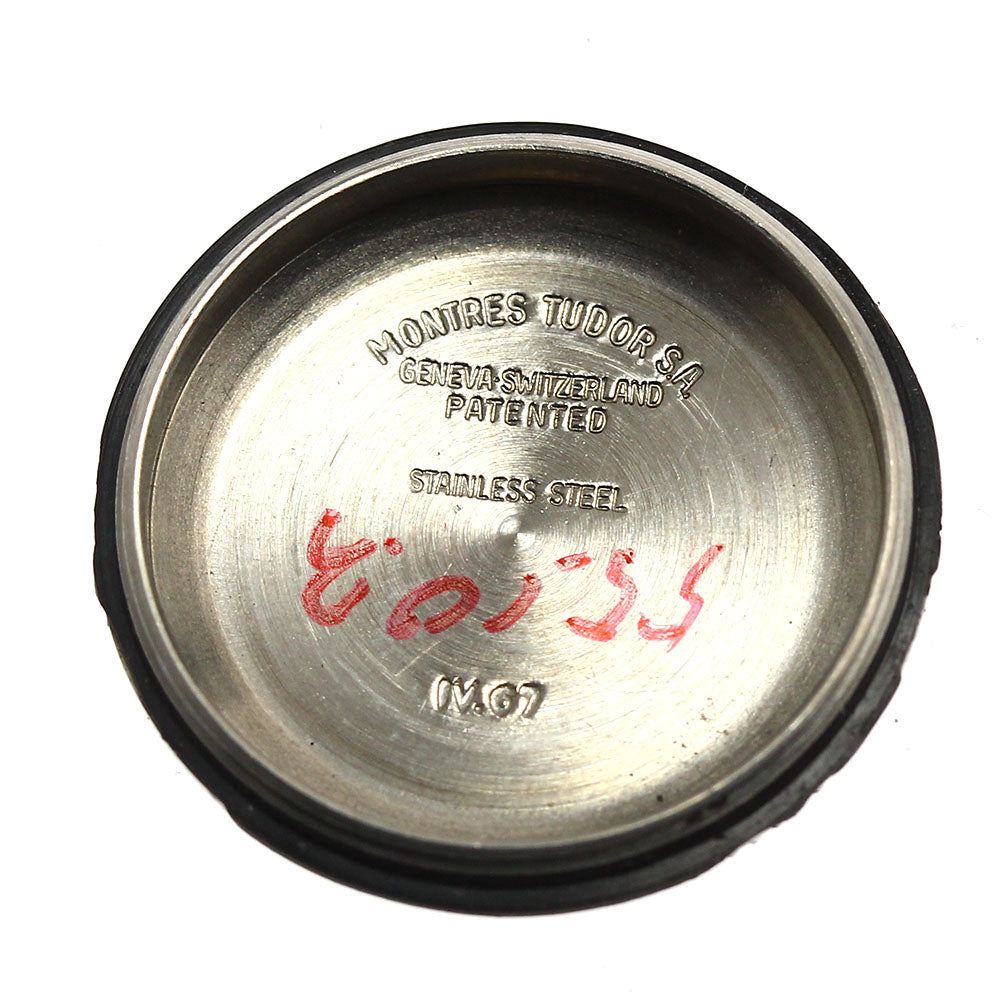 MONTRES TUDOR S.A.
GENEVA·SWITZERLAND
PATENTED
STAINLESS STEEL
IV.67